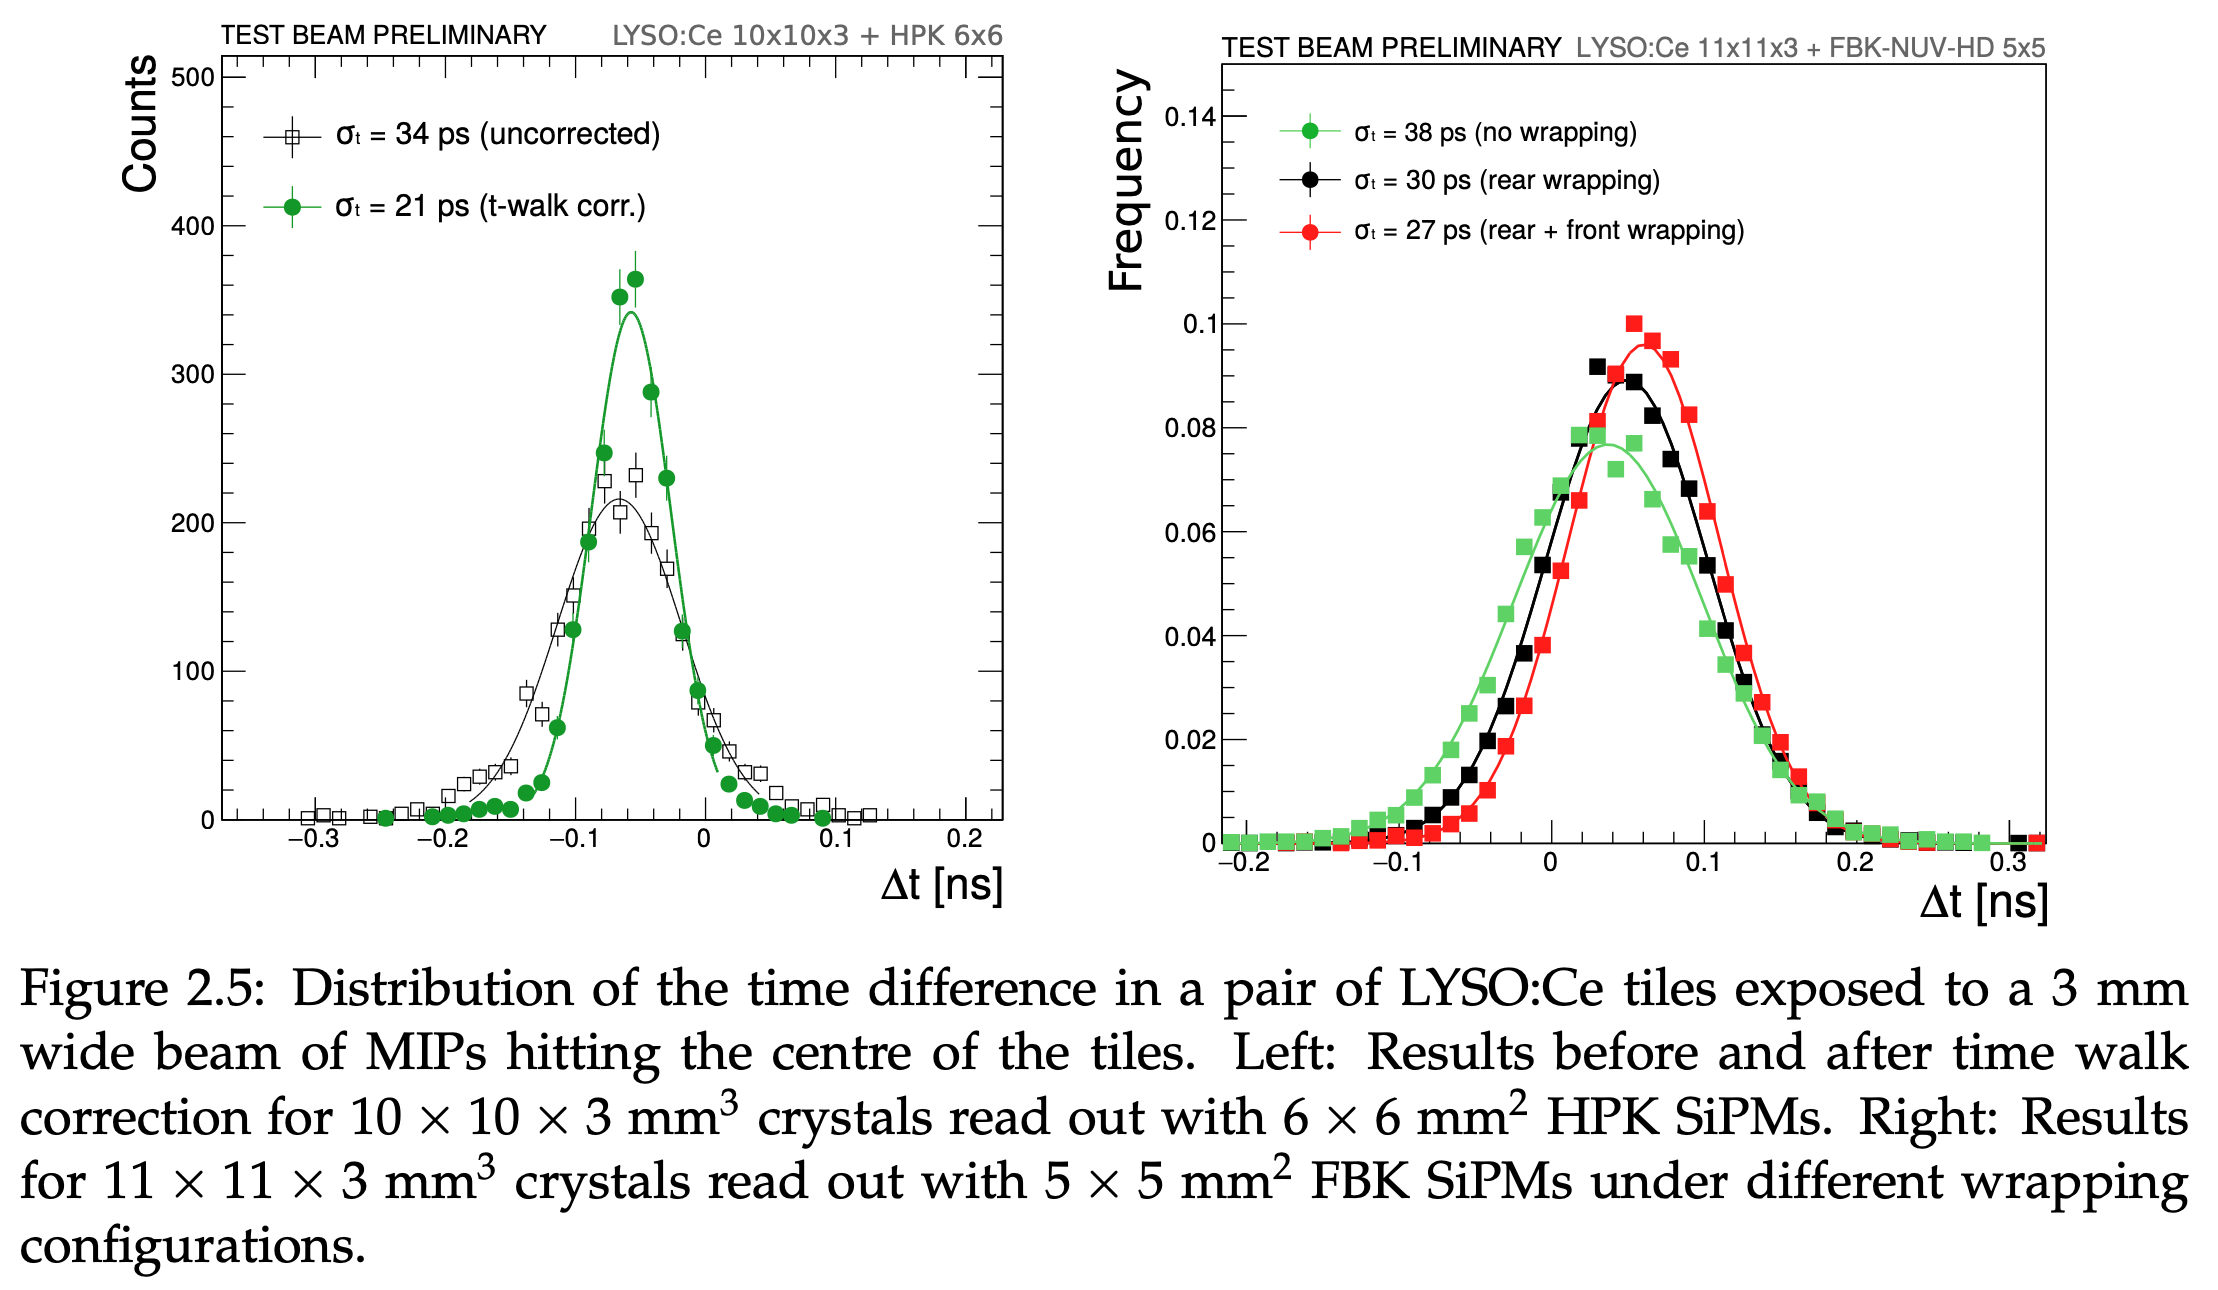 TEST BEAM PRELIMINARY LYSO:Ce 10x10x3 + HPK 6x6
Counts
500
400
300
200
100
0
σt = 34 ps (uncorrected)
σt = 21 ps (t-walk corr.)
−0.3 −0.2 −0.1 0 0.1 0.2
Δt [ns]
TEST BEAM PRELIMINARY LYSO:Ce 11x11x3 + FBK-NUV-HD 5x5
Frequency
0.14
0.12
0.1
0.08
0.06
0.04
0.02
0
σt = 38 ps (no wrapping)
σt = 30 ps (rear wrapping)
σt = 27 ps (rear + front wrapping)
−0.2 −0.1 0 0.1 0.2 0.3
Δt [ns]
Figure 2.5: Distribution of the time difference in a pair of LYSO:Ce tiles exposed to a 3 mm
wide beam of MIPs hitting the centre of the tiles. Left: Results before and after time walk
correction for 10 × 10 × 3 mm³ crystals read out with 6 × 6 mm² HPK SiPMs. Right: Results
for 11 × 11 × 3 mm³ crystals read out with 5 × 5 mm² FBK SiPMs under different wrapping
configurations.